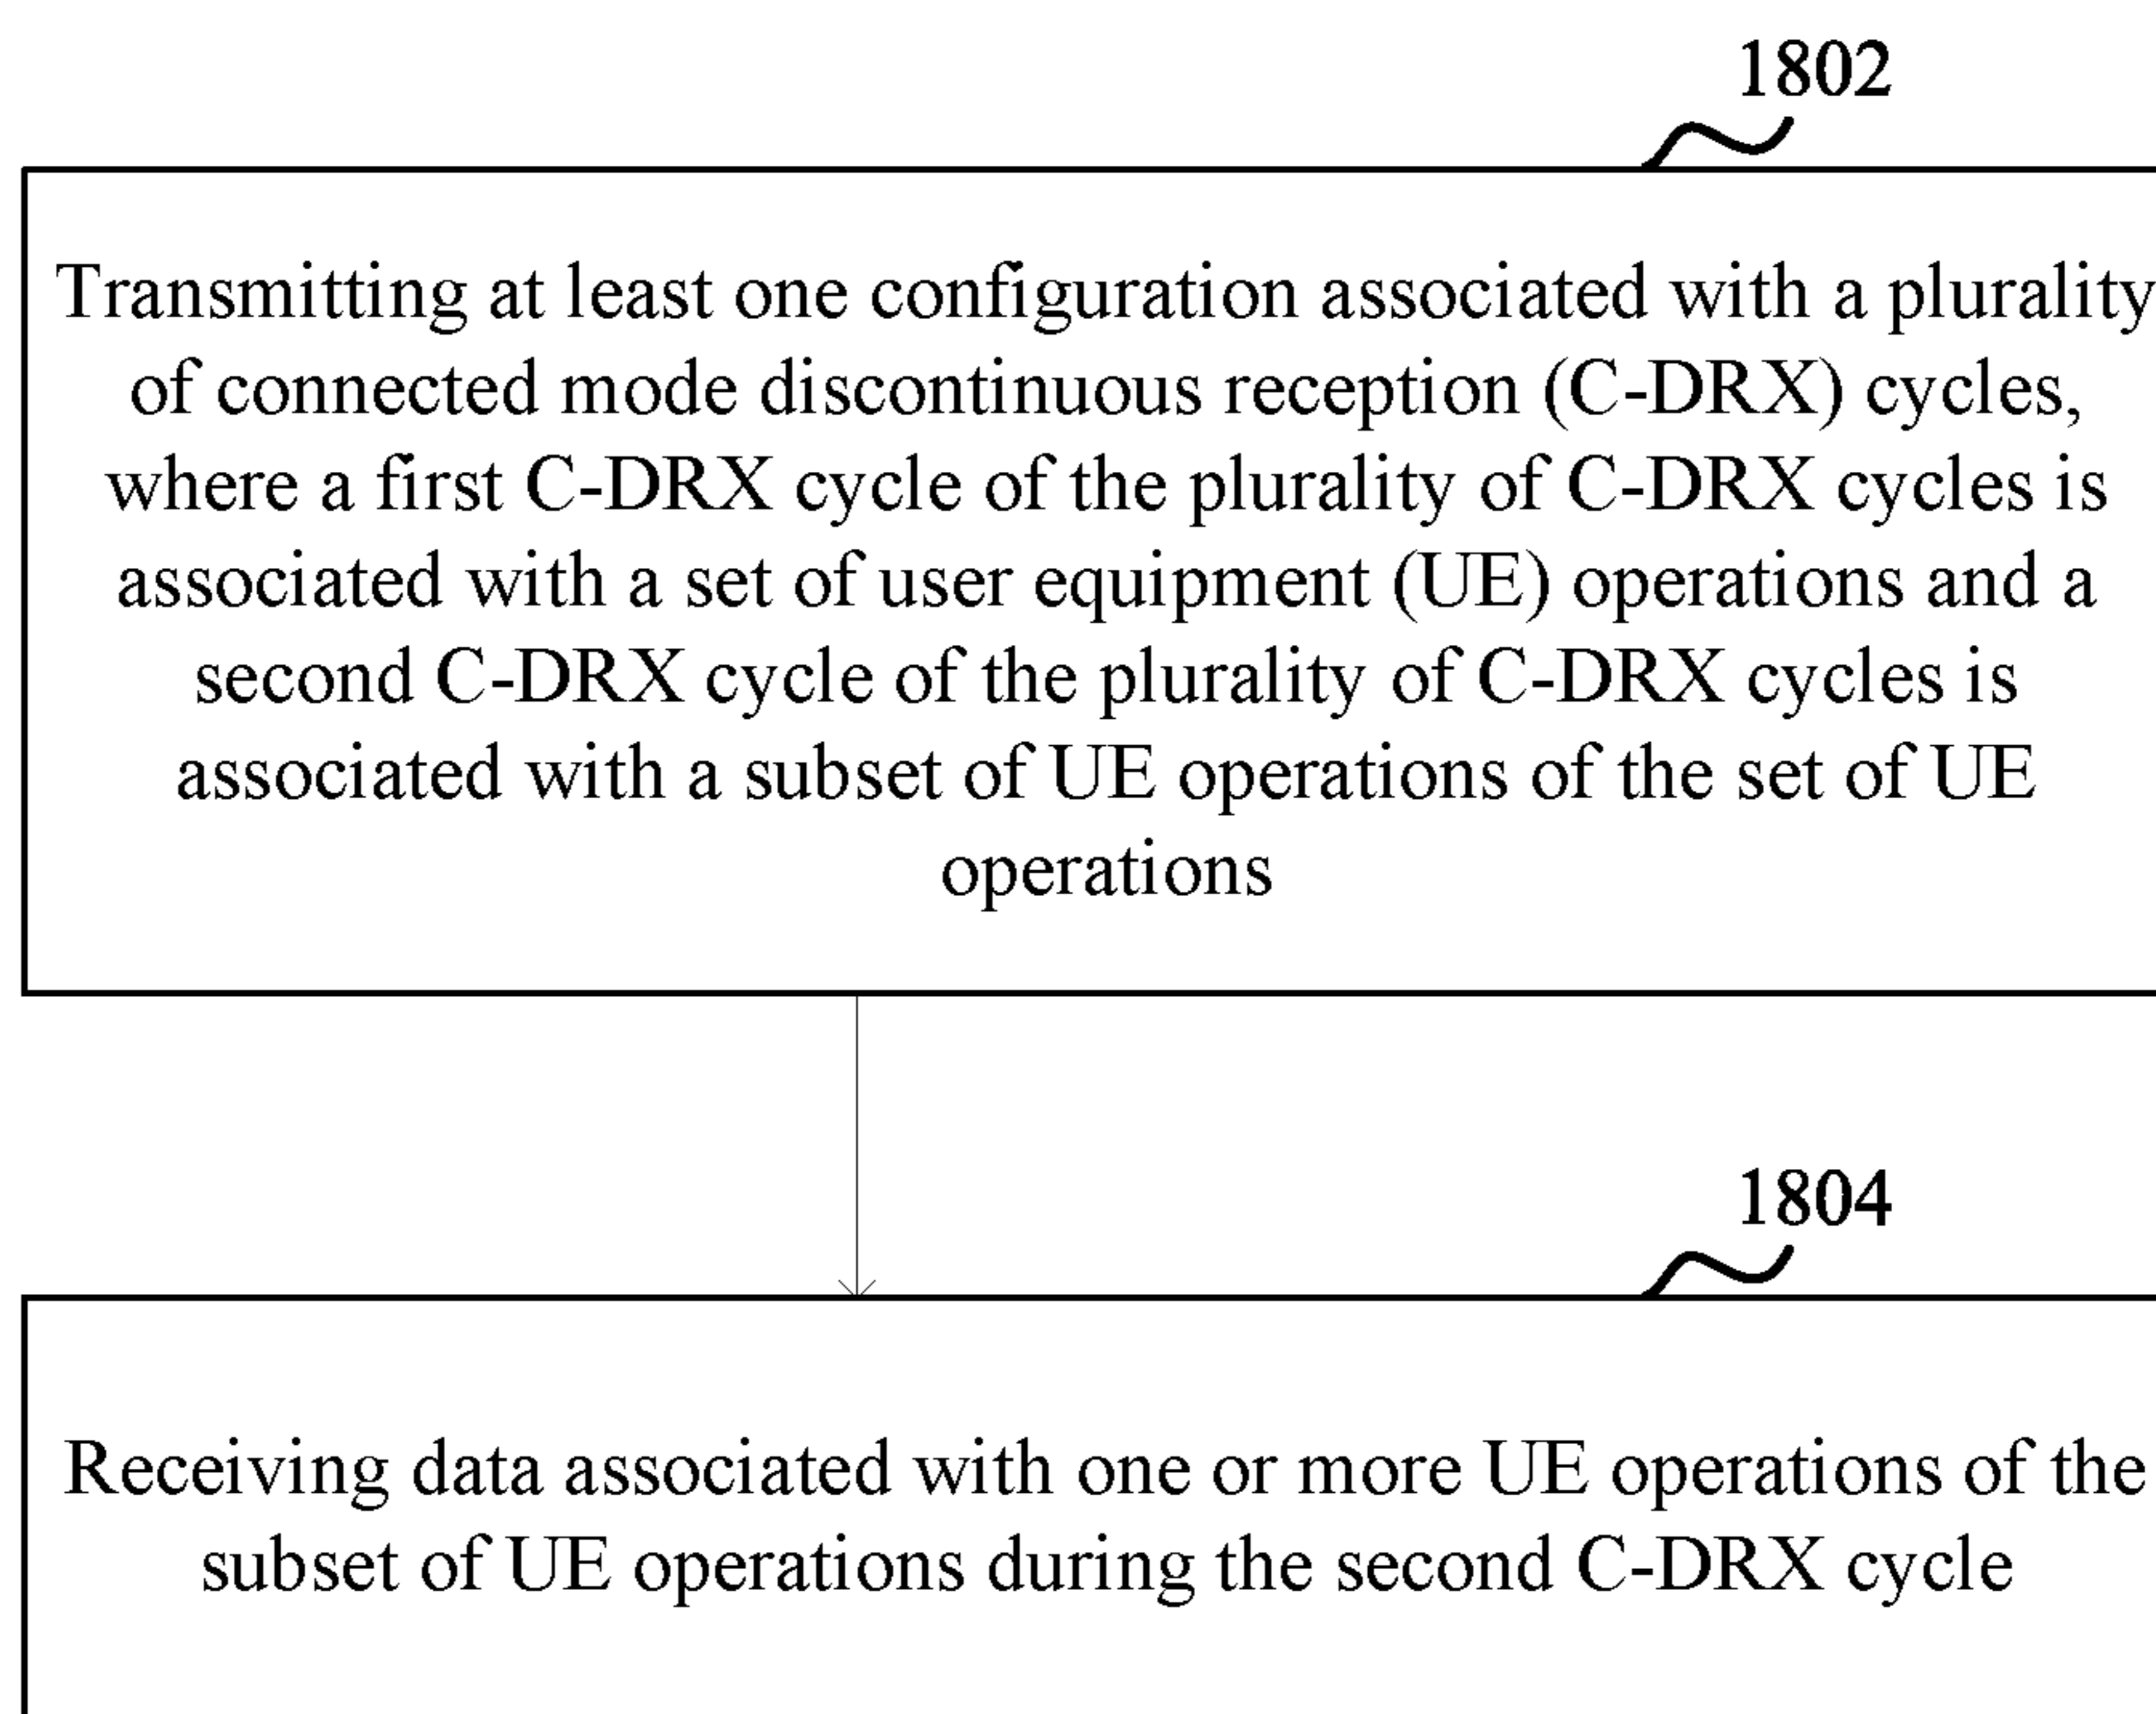 1802
Transmitting at least one configuration associated with a plurality
of connected mode discontinuous reception (C-DRX) cycles,
where a first C-DRX cycle of the plurality of C-DRX cycles is
associated with a set of user equipment (UE) operations and a
second C-DRX cycle of the plurality of C-DRX cycles is
associated with a subset of UE operations of the set of UE
operations
1804
Receiving data associated with one or more UE operations of the
subset of UE operations during the second C-DRX cycle